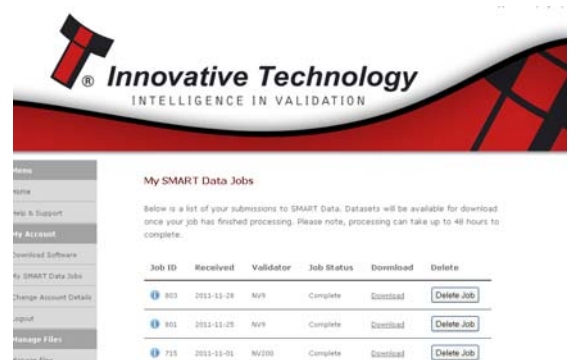 Innovative Technology
INTELLIGENCE IN VALIDATION
Menu
Home
Help & Support
My Account
Download Software
My SMART Data Jobs
Change Account Details
Logout
Manage Files
My SMART Data Jobs
Below is a list of your submissions to SMART Data. Datasets will be available for download
once your job has finished processing. Please note, processing can take up to 48 hours to
complete.
Job ID Received Validator Job Status Download Delete
803 2011-11-28 NV9 Complete Download Delete Job
801 2011-11-25 NV9 Complete Download Delete Job
715 2011-11-01 NV200 Complete Download Delete Job